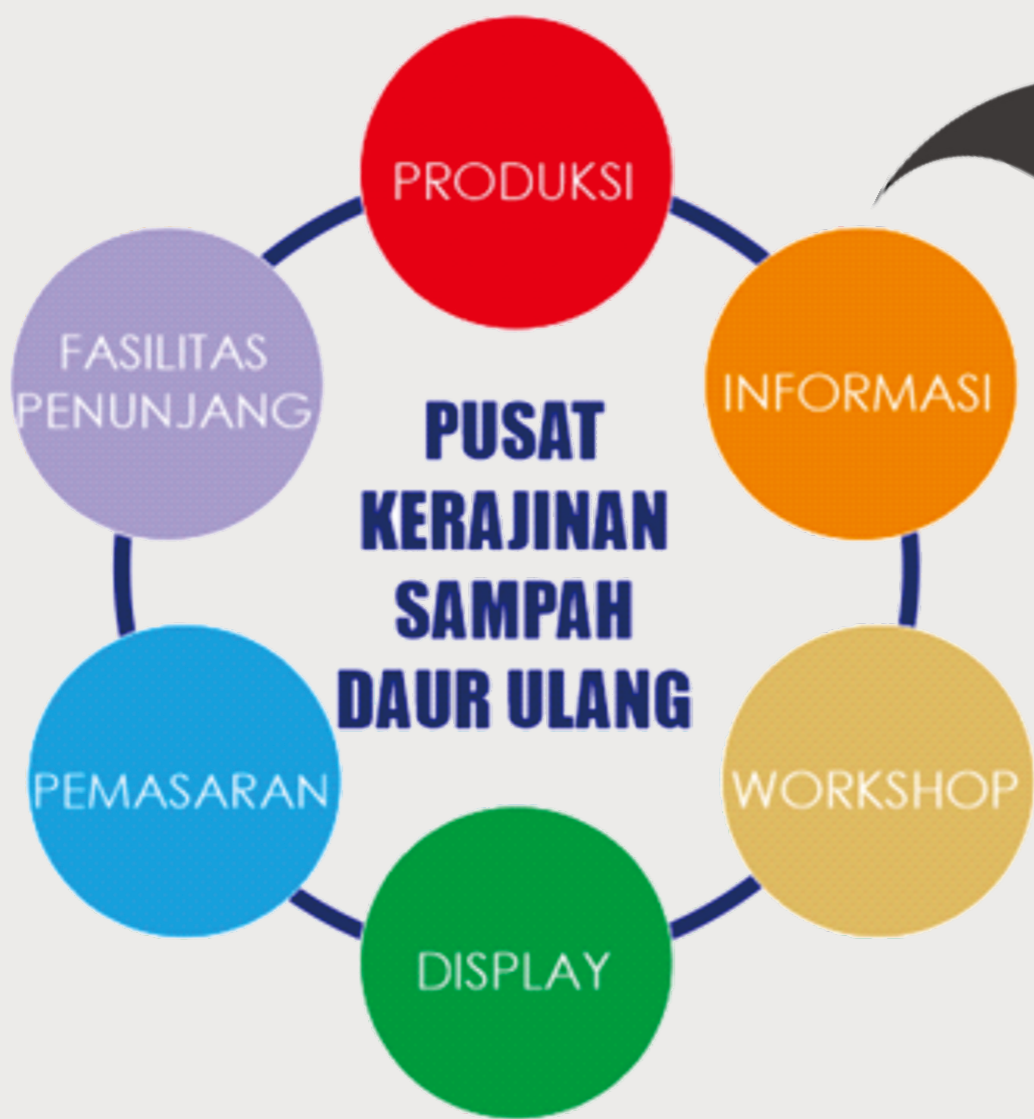 PRODUKSI
INFORMASI
WORKSHOP
DISPLAY
PEMASARAN
FASILITAS
PENUNJANG
PUSAT
KERAJINAN
SAMPAH
DAUR ULANG